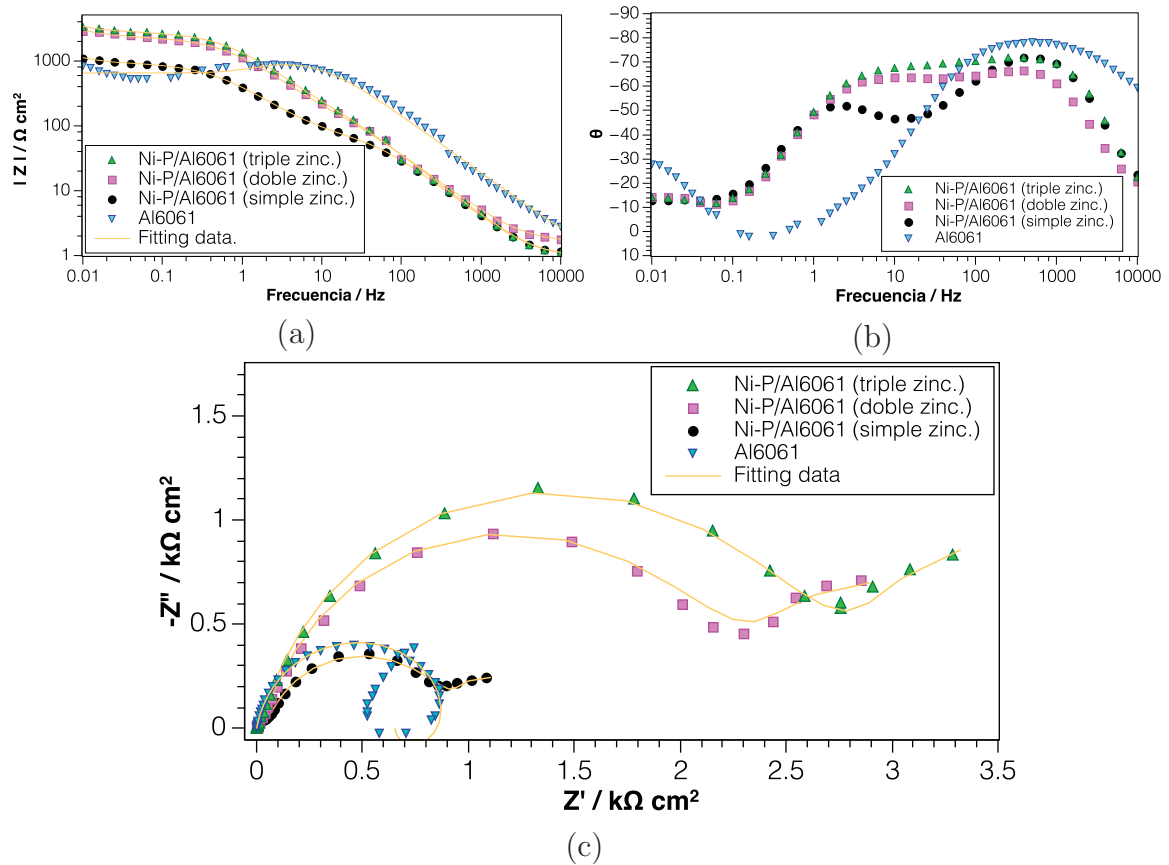 | Z | / Ω cm²
1000
100
10
1
Ni-P/Al6061 (triple zinc.)
Ni-P/Al6061 (doble zinc.)
Ni-P/Al6061 (simple zinc.)
Al6061
Fitting data.
0.01 0.1 1 10 100 1000 10000
Frecuencia / Hz
(a)
θ
-90
-80
-70
-60
-50
-40
-30
-20
-10
0
10
Ni-P/Al6061 (triple zinc.)
Ni-P/Al6061 (doble zinc.)
Ni-P/Al6061 (simple zinc.)
Al6061
0.01 0.1 1 10 100 1000 10000
Frecuencia / Hz
(b)
-Z" / kΩ cm²
1.5
1
0.5
0
Ni-P/Al6061 (triple zinc.)
Ni-P/Al6061 (doble zinc.)
Ni-P/Al6061 (simple zinc.)
Al6061
Fitting data
0 0.5 1 1.5 2 2.5 3 3.5
Z' / kΩ cm²
(c)